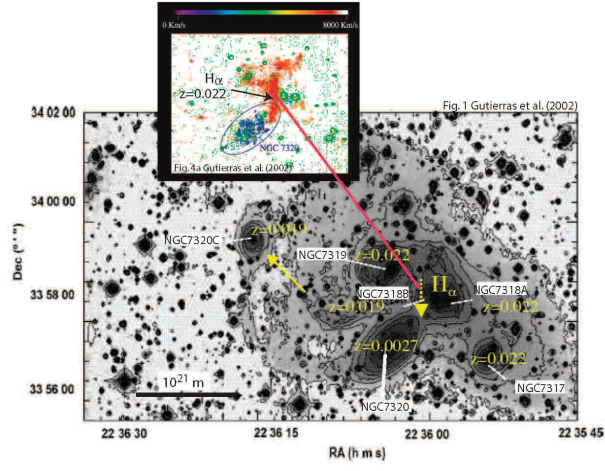 0 Km/s 8000 Km/s
Hα
z=0.022
NGC 7320
Fig. 4a Gutierras et al. (2002)
Fig. 1 Gutierras et al. (2002)
34 02 00
34 00 00
33 58 00
33 56 00
Dec (° ' ")
NGC7320C
z=0.019
NGC7319
z=0.022
NGC7318B
Hα
NGC7318A
z=0.019
z=0.022
z=0.0027
z=0.022
NGC7317
NGC7320
10²¹ m
22 36 30 22 36 15 22 36 00 22 35 45
RA (h m s)